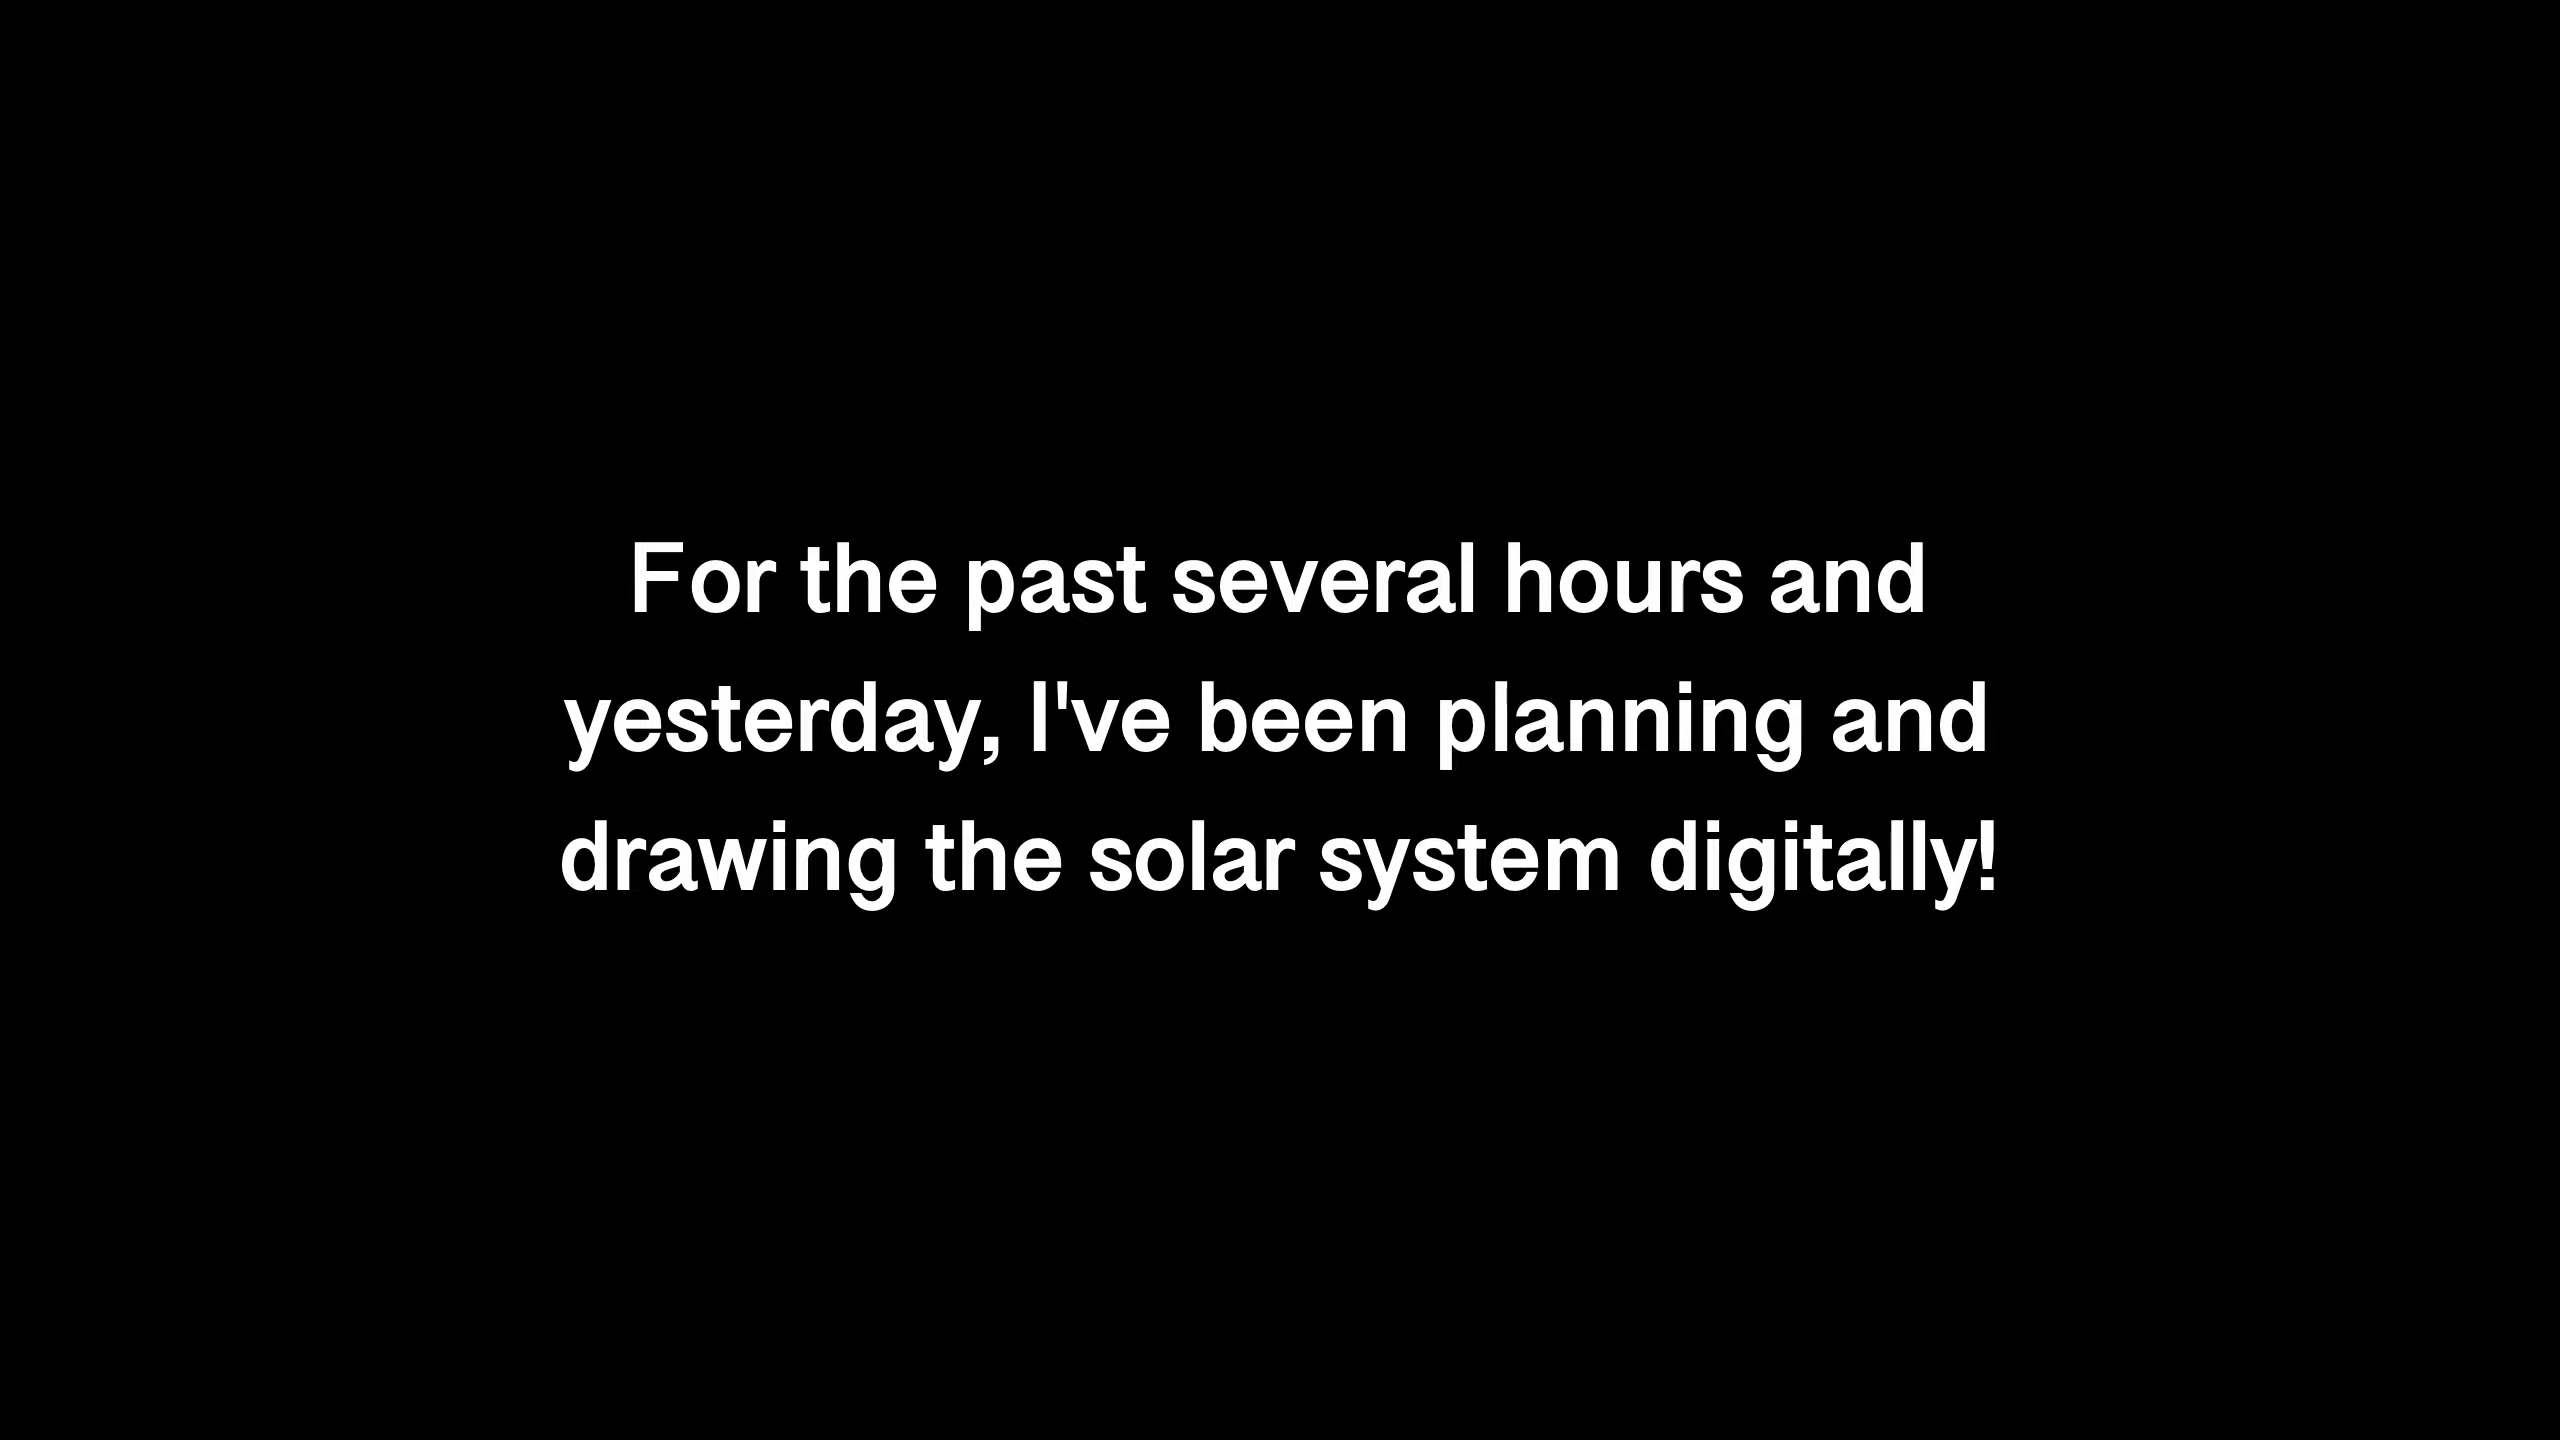 For the past several hours and
yesterday, I've been planning and
drawing the solar system digitally!